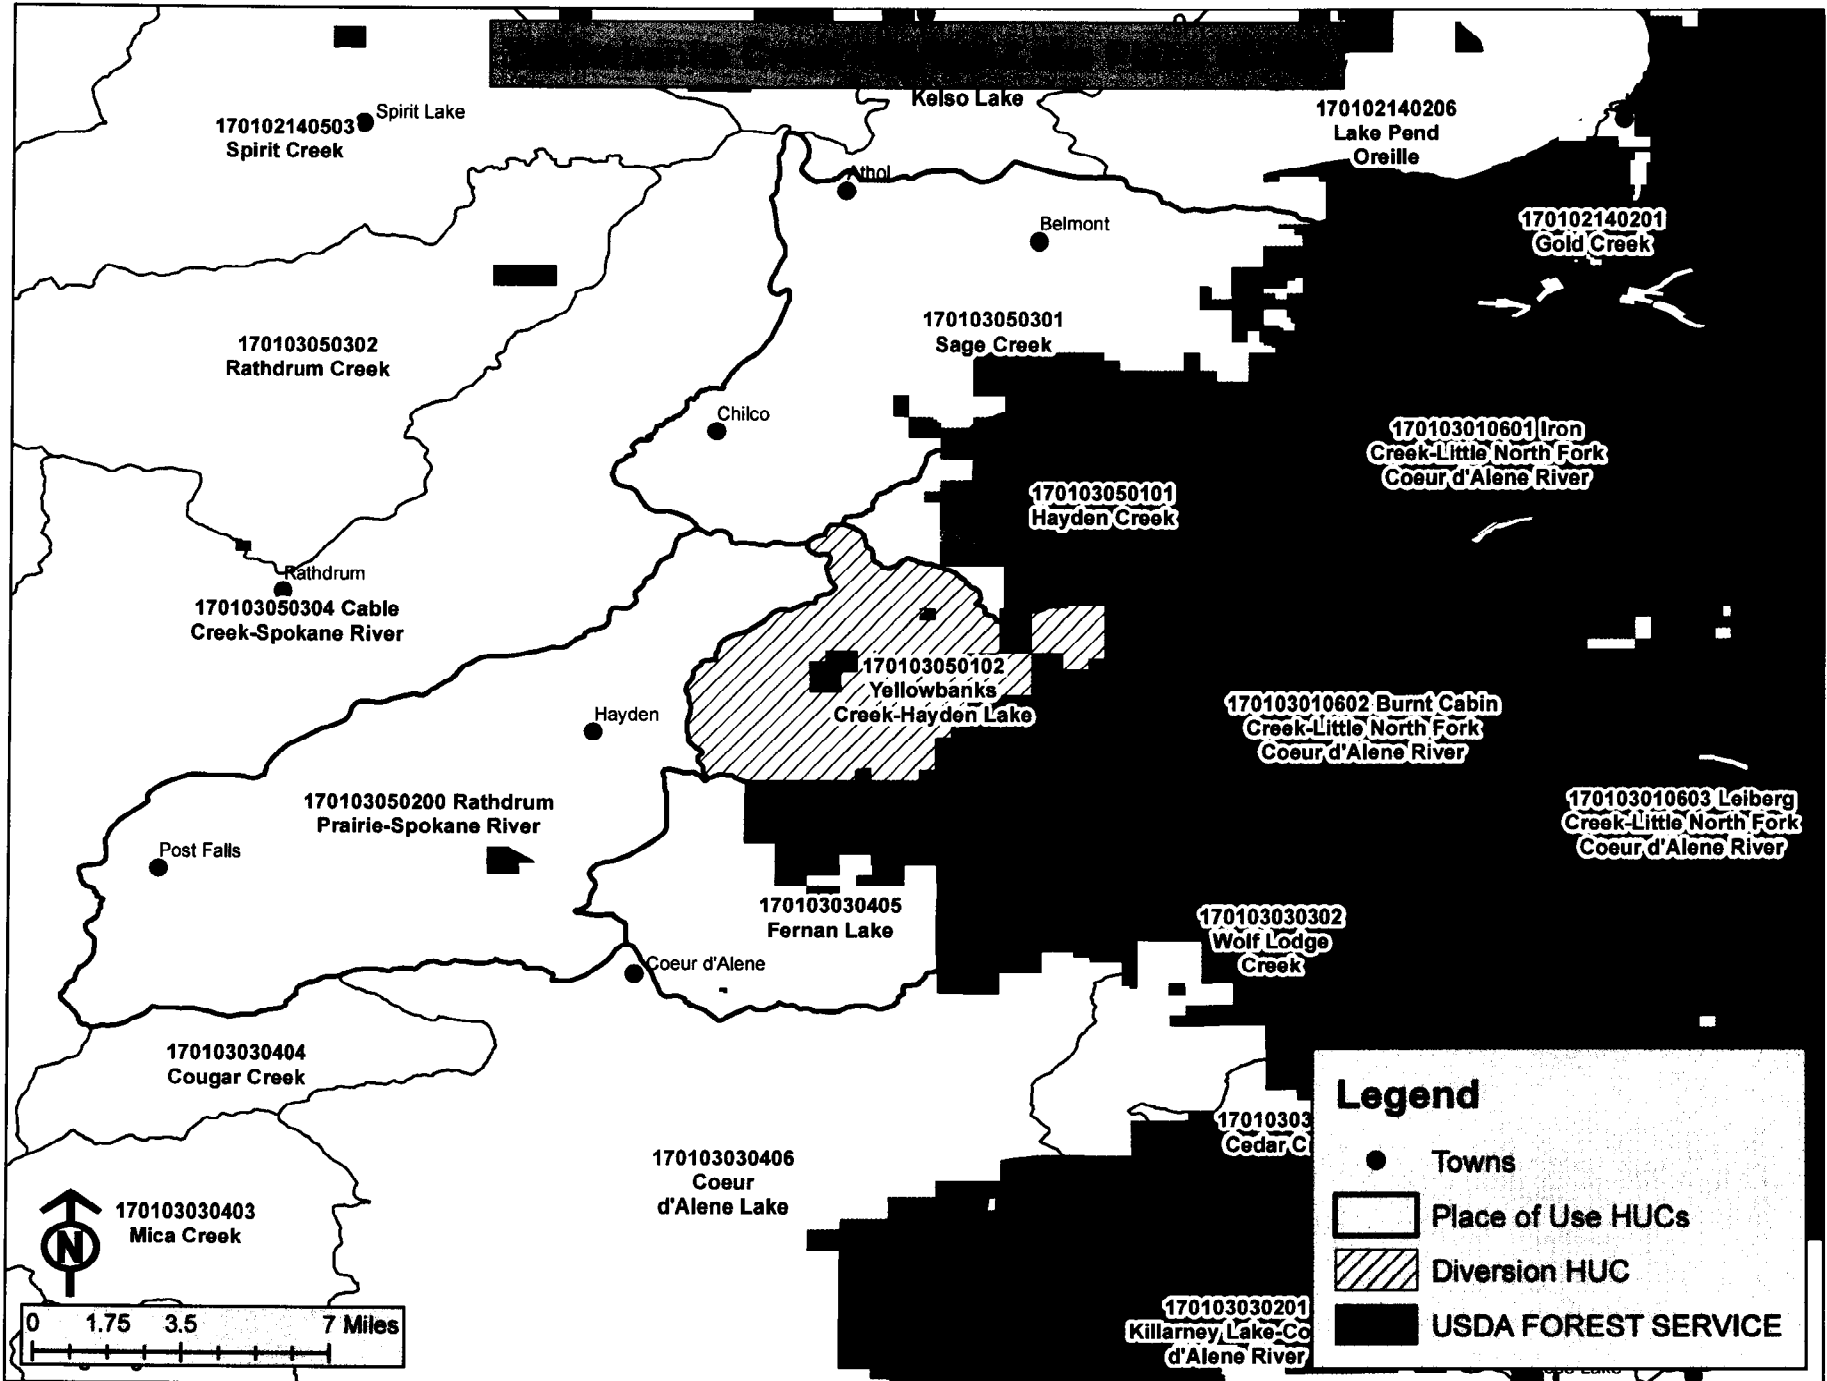 Kelso Lake
170102140206
Lake Pend
Oreille
Spirit Lake
170102140503
Spirit Creek
Athol
Belmont
170102140201
Gold Creek
170103050302
Rathdrum Creek
170103050301
Sage Creek
Chilco
170103010601 Iron
Creek-Little North Fork
Coeur d'Alene River
170103050101
Hayden Creek
Rathdrum
170103050304 Cable
Creek-Spokane River
170103050102
Yellowbanks
Creek-Hayden Lake
Hayden
170103010602 Burnt Cabin
Creek-Little North Fork
Coeur d'Alene River
170103050200 Rathdrum
Prairie-Spokane River
170103010603 Leiberg
Creek-Little North Fork
Coeur d'Alene River
Post Falls
170103030405
Fernan Lake
170103030302
Wolf Lodge
Creek
Coeur d'Alene
170103030404
Cougar Creek
17010303
Cedar C
170103030406
Coeur
d'Alene Lake
170103030403
Mica Creek
N
170103030201
Killarney Lake-Co
d'Alene River
0 1.75 3.5 7 Miles
Legend
Towns
Place of Use HUCs
Diversion HUC
USDA FOREST SERVICE